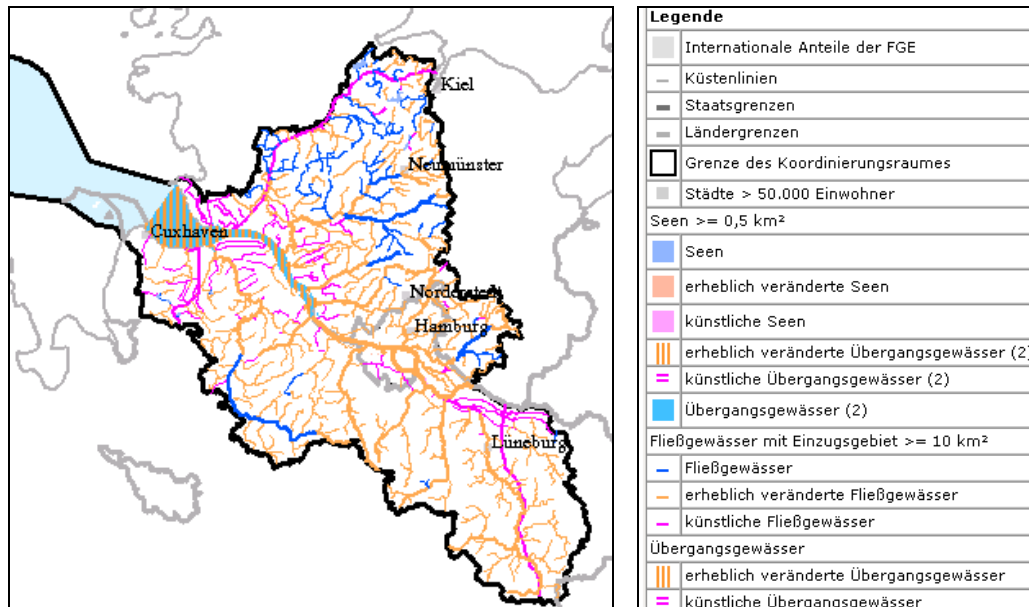 Kiel
Neumünster
Cuxhaven
Norderstedt
Hamburg
Lüneburg
Legende
Internationale Anteile der FGE
Küstenlinien
Staatsgrenzen
Ländergrenzen
Grenze des Koordinierungsraumes
Städte > 50.000 Einwohner
Seen >= 0,5 km²
Seen
erheblich veränderte Seen
künstliche Seen
erheblich veränderte Übergangsgewässer (2)
künstliche Übergangsgewässer (2)
Übergangsgewässer (2)
Fließgewässer mit Einzugsgebiet >= 10 km²
Fließgewässer
erheblich veränderte Fließgewässer
künstliche Fließgewässer
Übergangsgewässer
erheblich veränderte Übergangsgewässer
künstliche Übergangsgewässer